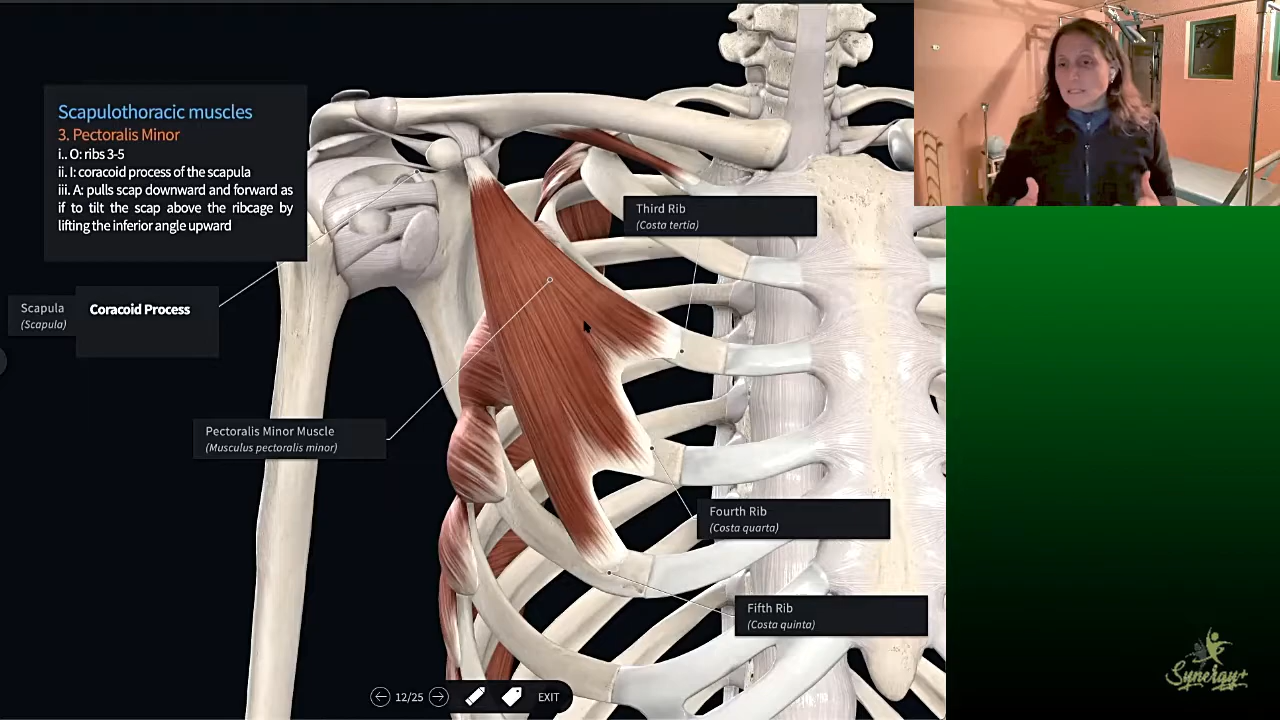 Scapulothoracic muscles
3. Pectoralis Minor
i.. O: ribs 3-5
ii. I: coracoid process of the scapula
iii. A: pulls scap downward and forward as
if to tilt the scap above the ribcage by
lifting the inferior angle upward
Third Rib
(Costa tertia)
Scapula
(Scapula)
Coracoid Process
Pectoralis Minor Muscle
(Musculus pectoralis minor)
Fourth Rib
(Costa quarta)
Fifth Rib
(Costa quinta)
12/25
EXIT
Synergy+